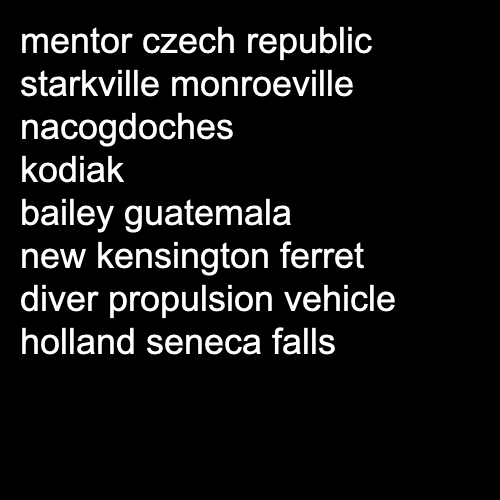 mentor czech republic
starkville monroeville
nacogdoches
kodiak
bailey guatemala
new kensington ferret
diver propulsion vehicle
holland seneca falls